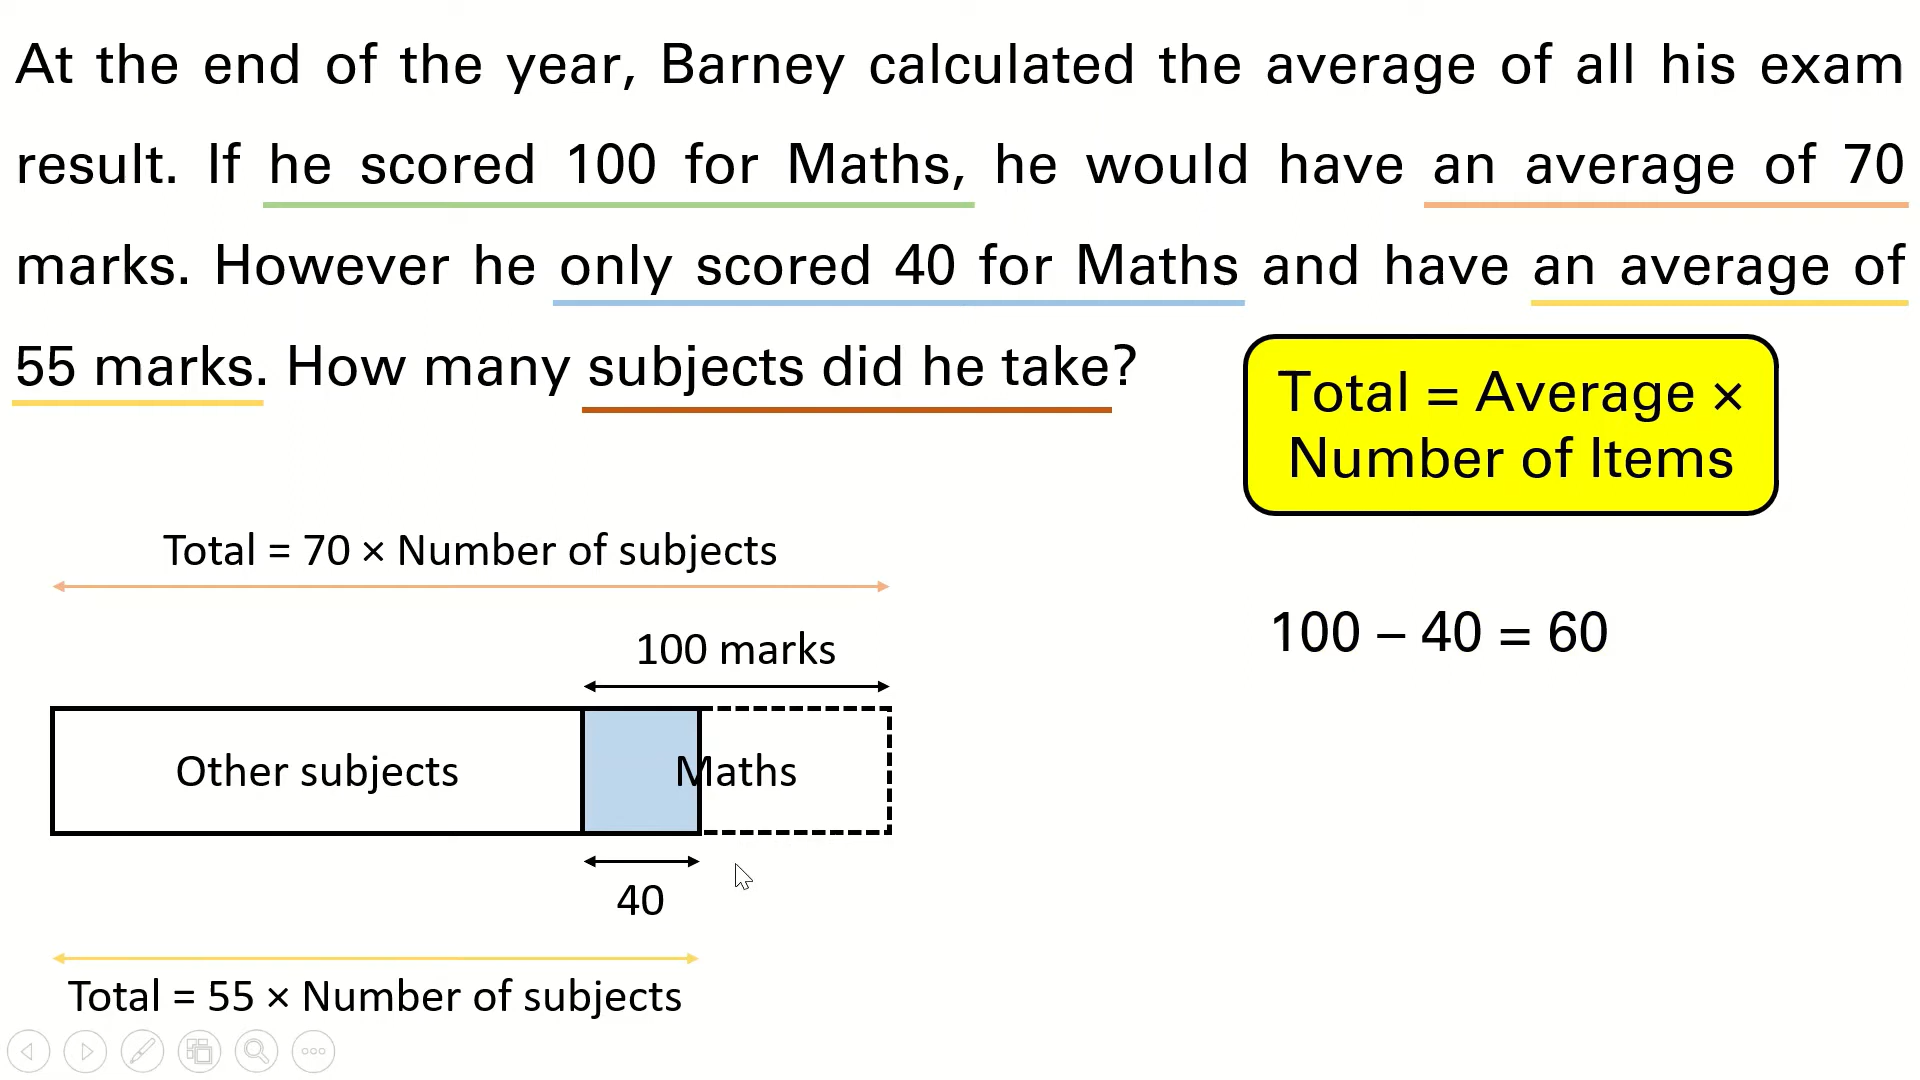 At the end of the year, Barney calculated the average of all his exam
result. If he scored 100 for Maths, he would have an average of 70
marks. However he only scored 40 for Maths and have an average of
55 marks. How many subjects did he take?
Total = Average ×
Number of Items
Total = 70 × Number of subjects
100 – 40 = 60
100 marks
Other subjects
Maths
40
Total = 55 × Number of subjects